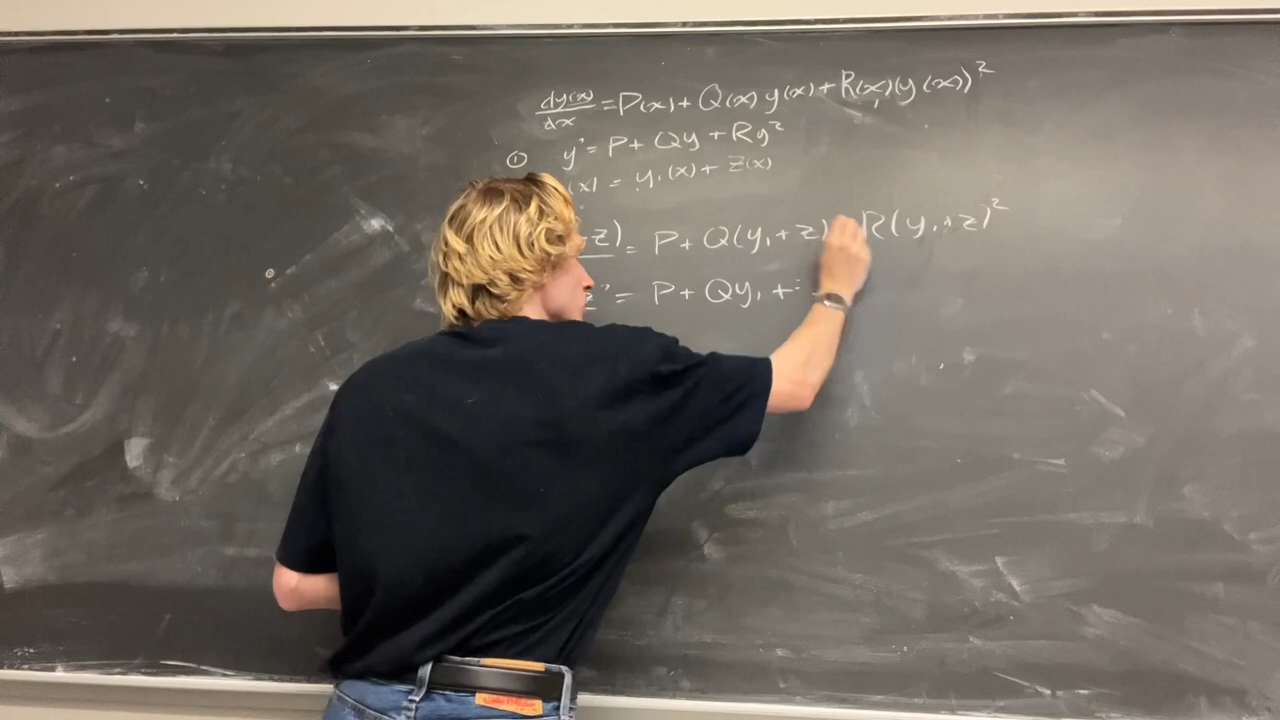 dy(x)/dx = P(x) + Q(x) y(x) + R(x)(y(x))²
① y' = P + Qy + Ry²
(x) = y₁(x) + z(x)
z) = P + Q(y₁ + z) R(y₁ + z)²
z' = P + Qy₁ +